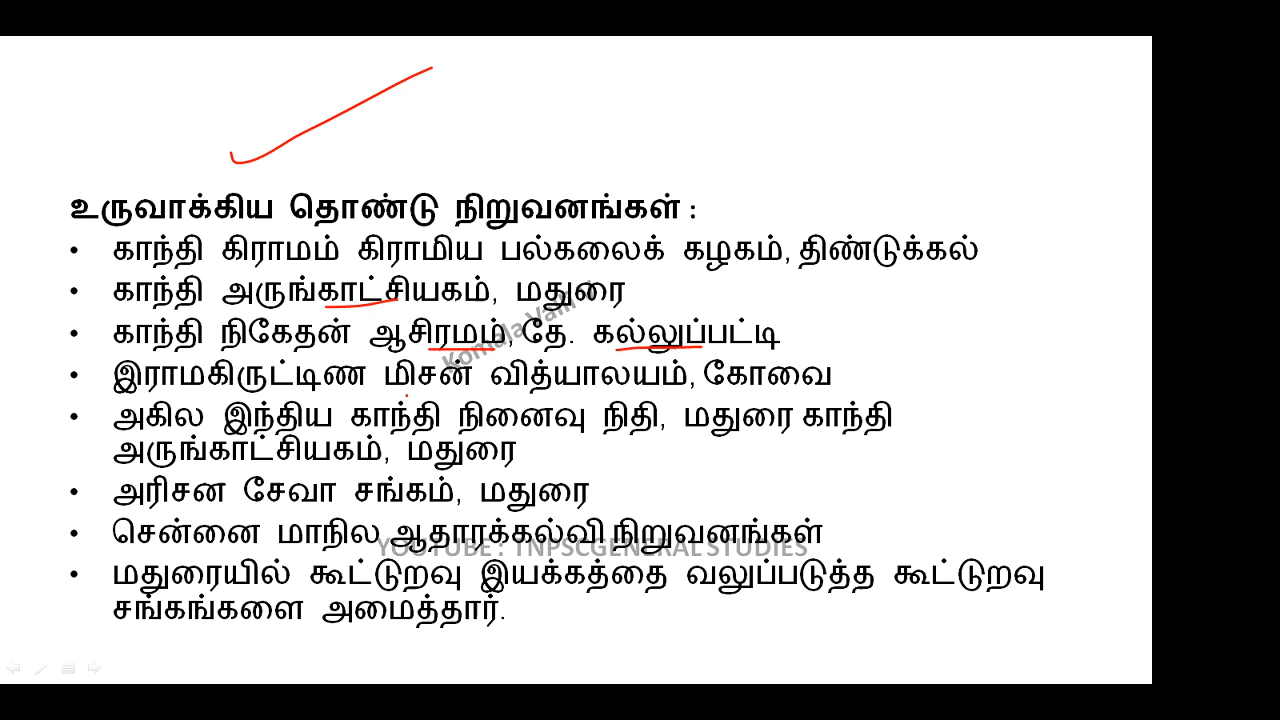 உருவாக்கிய தொண்டு நிறுவனங்கள் :
• காந்தி கிராமம் கிராமிய பல்கலைக் கழகம், திண்டுக்கல்
• காந்தி அருங்காட்சியகம், மதுரை
• காந்தி நிகேதன் ஆசிரமம், தே. கல்லுப்பட்டி
• இராமகிருட்டிண மிசன் வித்யாலயம், கோவை
• அகில இந்திய காந்தி நினைவு நிதி, மதுரை காந்தி
அருங்காட்சியகம், மதுரை
• அரிசன சேவா சங்கம், மதுரை
• சென்னை மாநில ஆதாரக்கல்வி நிறுவனங்கள்
YOUTUBE : TNPSCGENERAL STUDIES
• மதுரையில் கூட்டுறவு இயக்கத்தை வலுப்படுத்த கூட்டுறவு
சங்கங்களை அமைத்தார்.